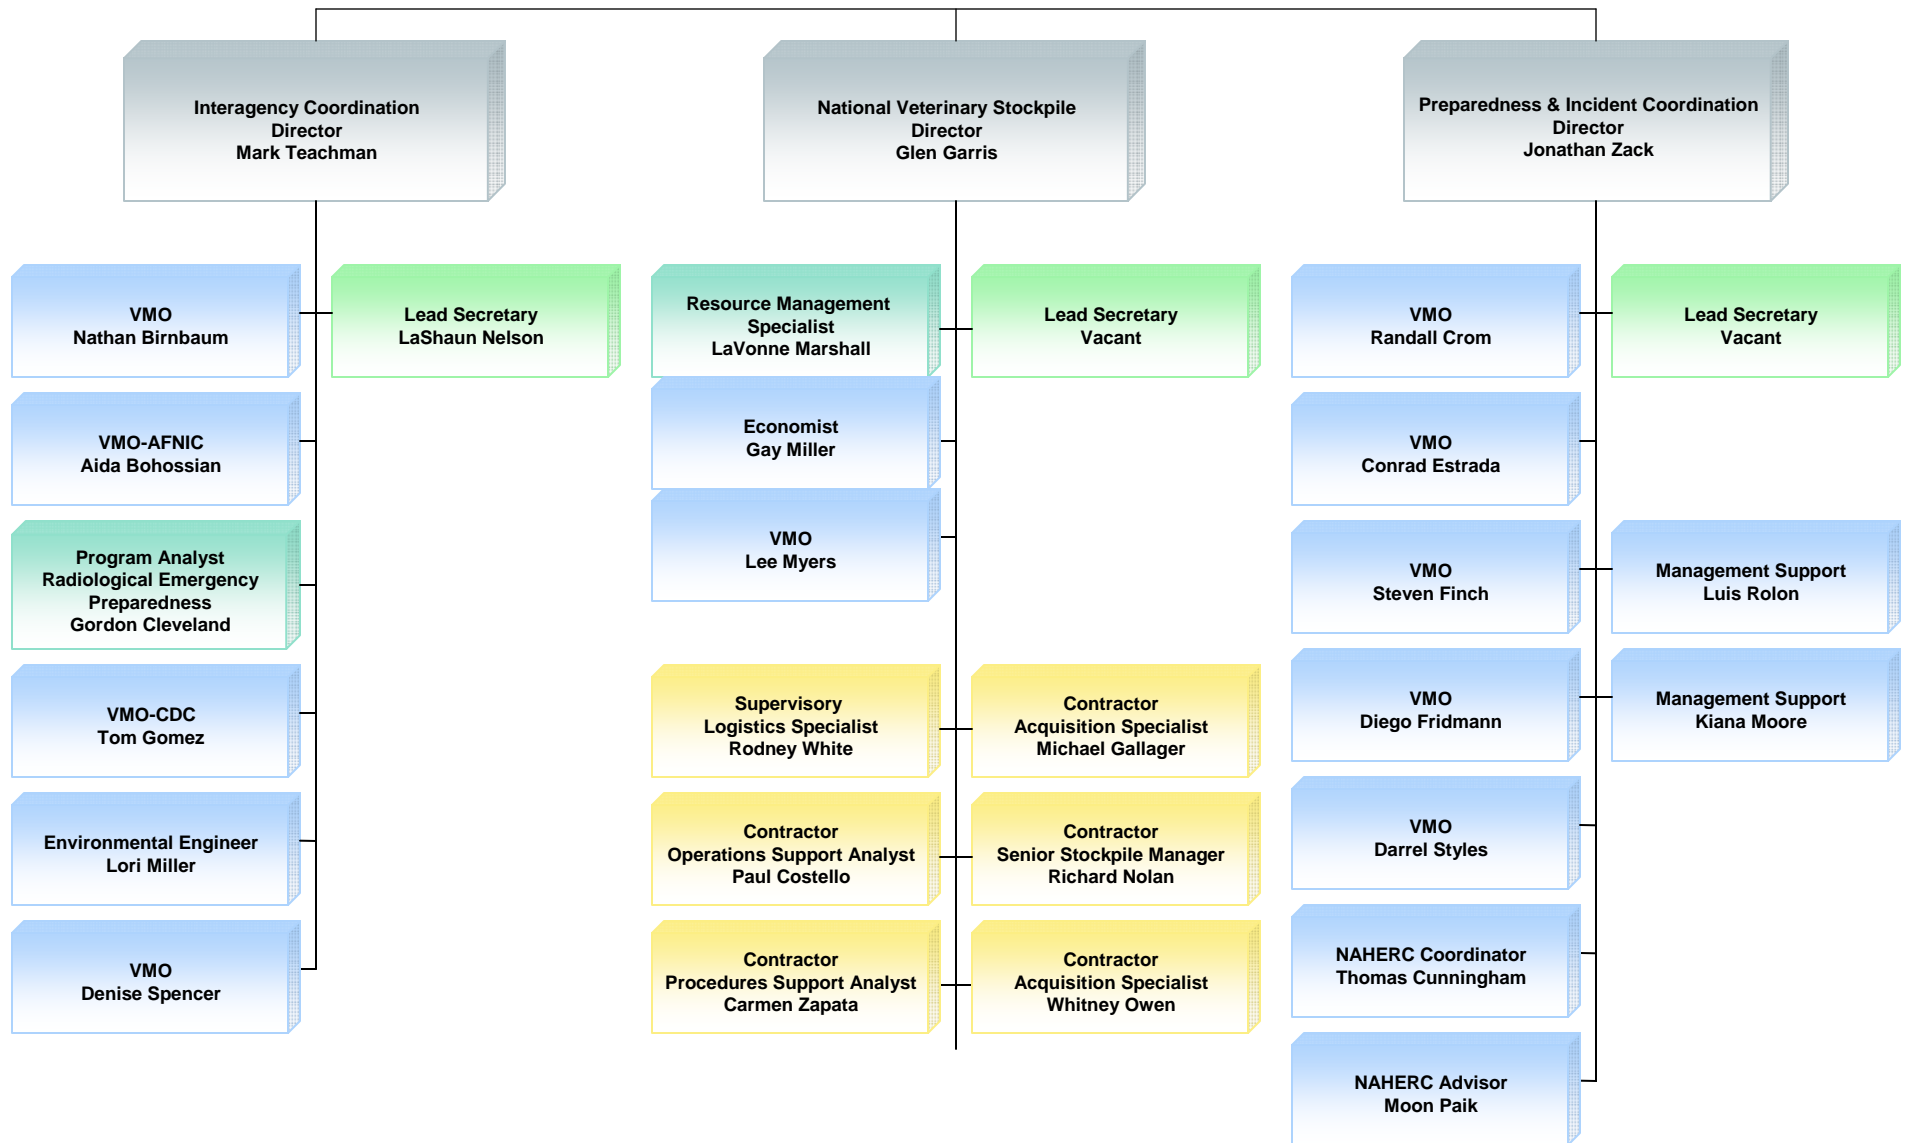 Interagency Coordination
Director
Mark Teachman
National Veterinary Stockpile
Director
Glen Garris
Preparedness & Incident Coordination
Director
Jonathan Zack
VMO
Nathan Birnbaum
Lead Secretary
LaShaun Nelson
VMO-AFNIC
Aida Bohossian
Program Analyst
Radiological Emergency
Preparedness
Gordon Cleveland
VMO-CDC
Tom Gomez
Environmental Engineer
Lori Miller
VMO
Denise Spencer
Resource Management
Specialist
LaVonne Marshall
Lead Secretary
Vacant
Economist
Gay Miller
VMO
Lee Myers
Supervisory
Logistics Specialist
Rodney White
Contractor
Acquisition Specialist
Michael Gallager
Contractor
Operations Support Analyst
Paul Costello
Contractor
Senior Stockpile Manager
Richard Nolan
Contractor
Procedures Support Analyst
Carmen Zapata
Contractor
Acquisition Specialist
Whitney Owen
VMO
Randall Crom
Lead Secretary
Vacant
VMO
Conrad Estrada
VMO
Steven Finch
Management Support
Luis Rolon
VMO
Diego Fridmann
Management Support
Kiana Moore
VMO
Darrel Styles
NAHERC Coordinator
Thomas Cunningham
NAHERC Advisor
Moon Paik